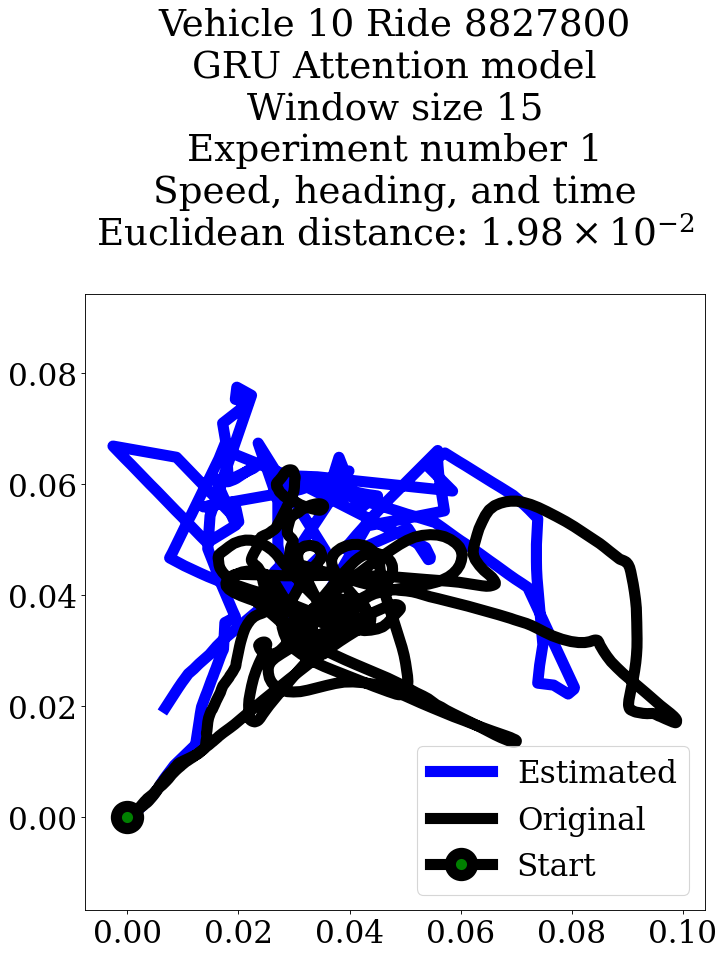 Vehicle 10 Ride 8827800
GRU Attention model
Window size 15
Experiment number 1
Speed, heading, and time
Euclidean distance: 1.98 × 10⁻²
0.08
0.06
0.04
0.02
0.00
Estimated
Original
Start
0.00 0.02 0.04 0.06 0.08 0.10